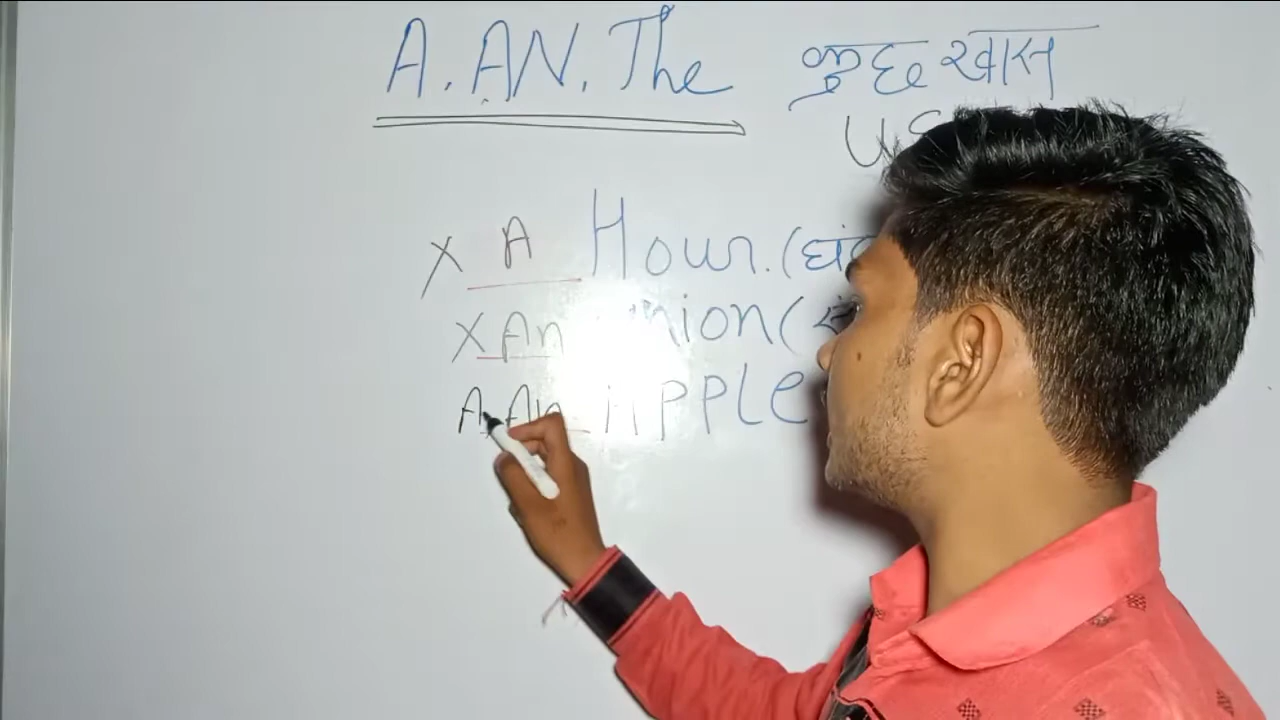 A. AN. The कुछ खास
X A Hour. (घं
X An nion (
A, An Apple